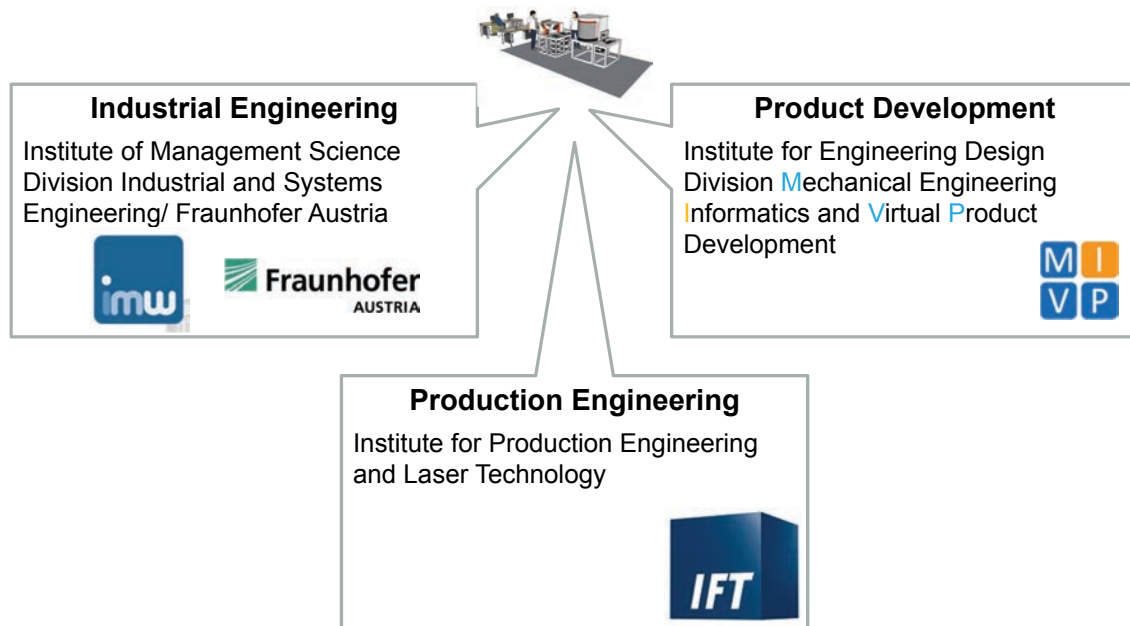 Industrial Engineering
Institute of Management Science
Division Industrial and Systems
Engineering/ Fraunhofer Austria
imw
Fraunhofer
AUSTRIA
Product Development
Institute for Engineering Design
Division Mechanical Engineering
Informatics and Virtual Product
Development
M I
V P
Production Engineering
Institute for Production Engineering
and Laser Technology
IFT